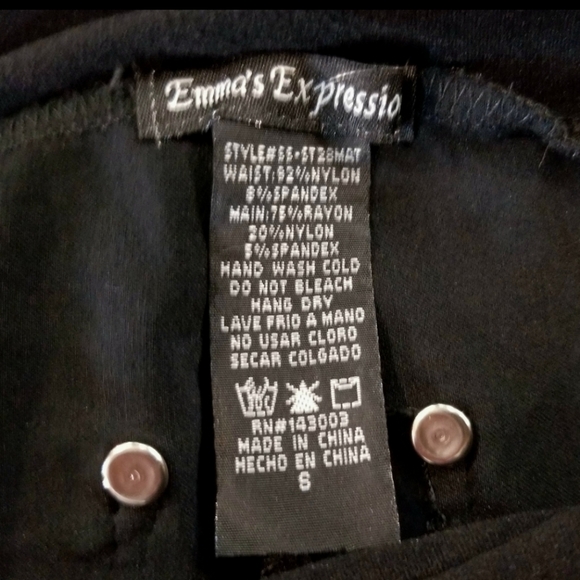 Emma's Expressio
STYLE#SS-ST28MAT
WAIST:92%NYLON
8%SPANDEX
MAIN:75%RAYON
20%NYLON
5%SPANDEX
HAND WASH COLD
DO NOT BLEACH
HANG DRY
LAVE FRIO A MANO
NO USAR CLORO
SECAR COLGADO
RN#143003
MADE IN CHINA
HECHO EN CHINA
S